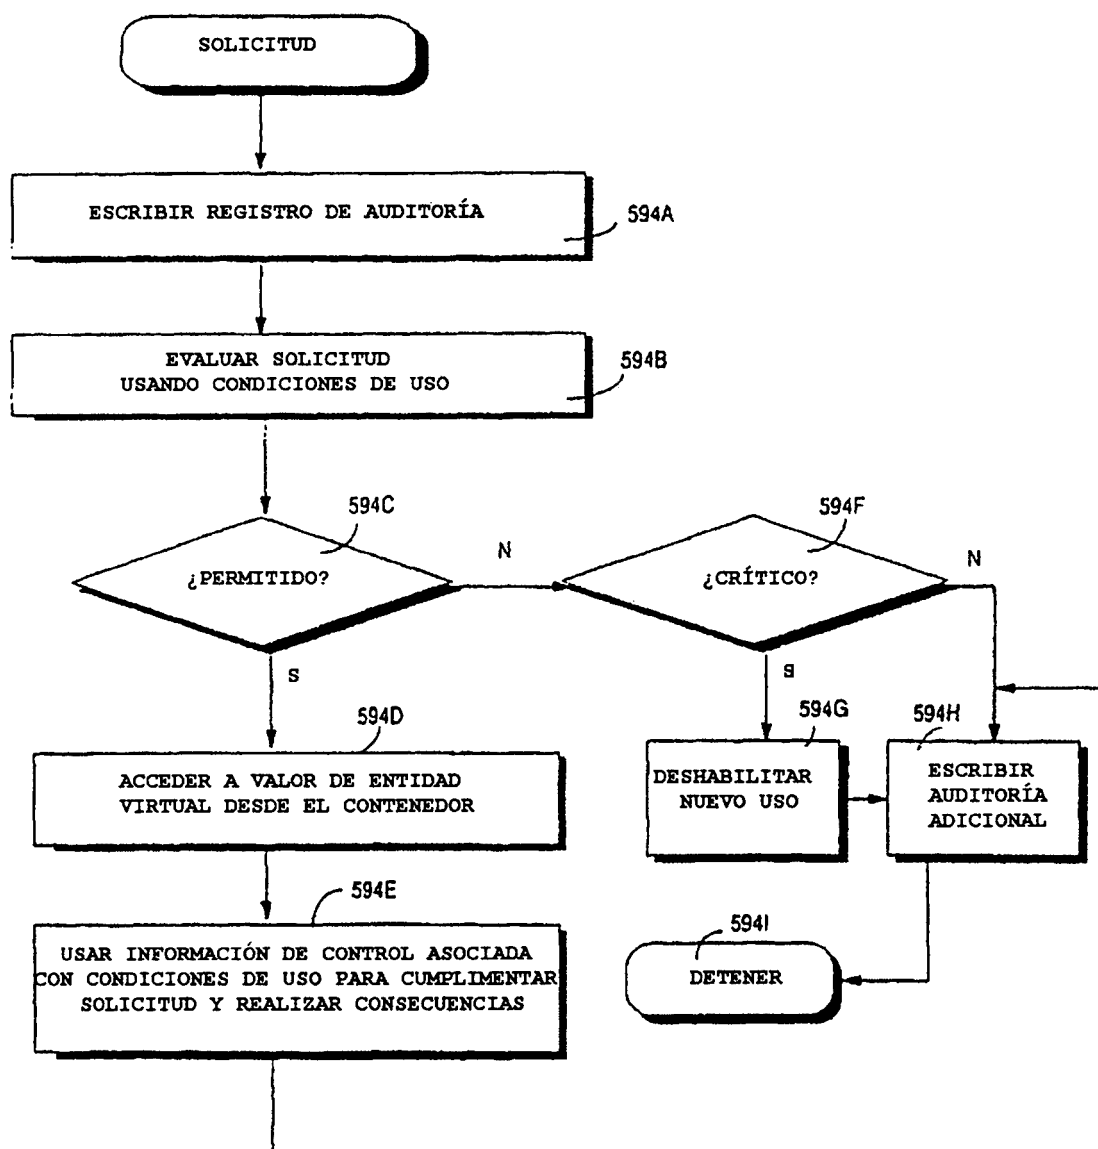 SOLICITUD
ESCRIBIR REGISTRO DE AUDITORÍA
594A
EVALUAR SOLICITUD
USANDO CONDICIONES DE USO
594B
594C
¿PERMITIDO?
N
594F
¿CRÍTICO?
N
S
S
594D
ACCEDER A VALOR DE ENTIDAD
VIRTUAL DESDE EL CONTENEDOR
594G
DESHABILITAR
NUEVO USO
594H
ESCRIBIR
AUDITORÍA
ADICIONAL
594E
USAR INFORMACIÓN DE CONTROL ASOCIADA
CON CONDICIONES DE USO PARA CUMPLIMENTAR
SOLICITUD Y REALIZAR CONSECUENCIAS
594I
DETENER